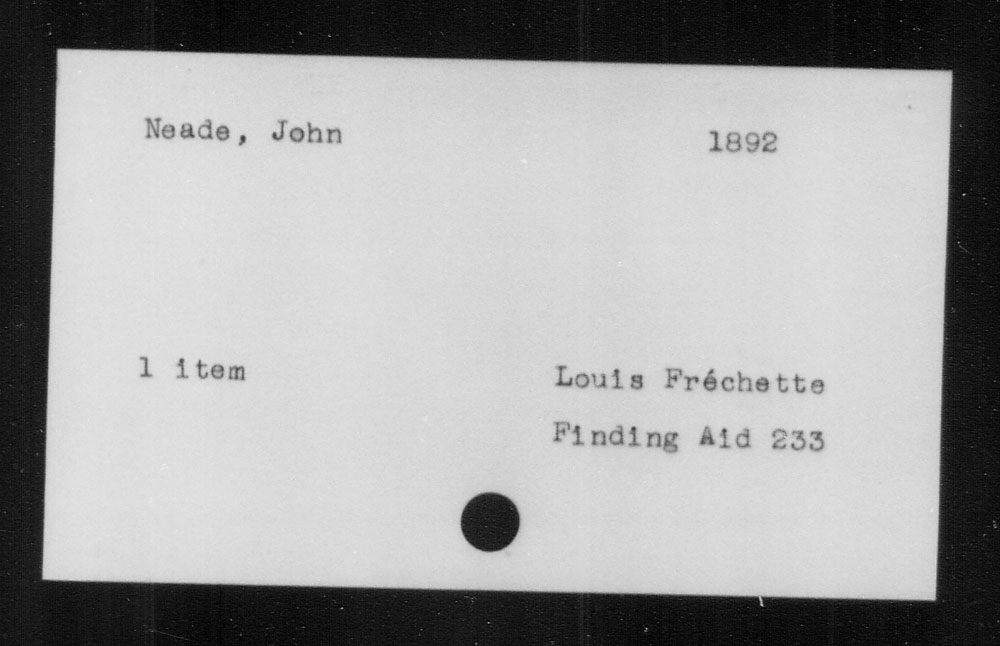 Neade, John 1892
1 item Louis Fréchette
Finding Aid 233